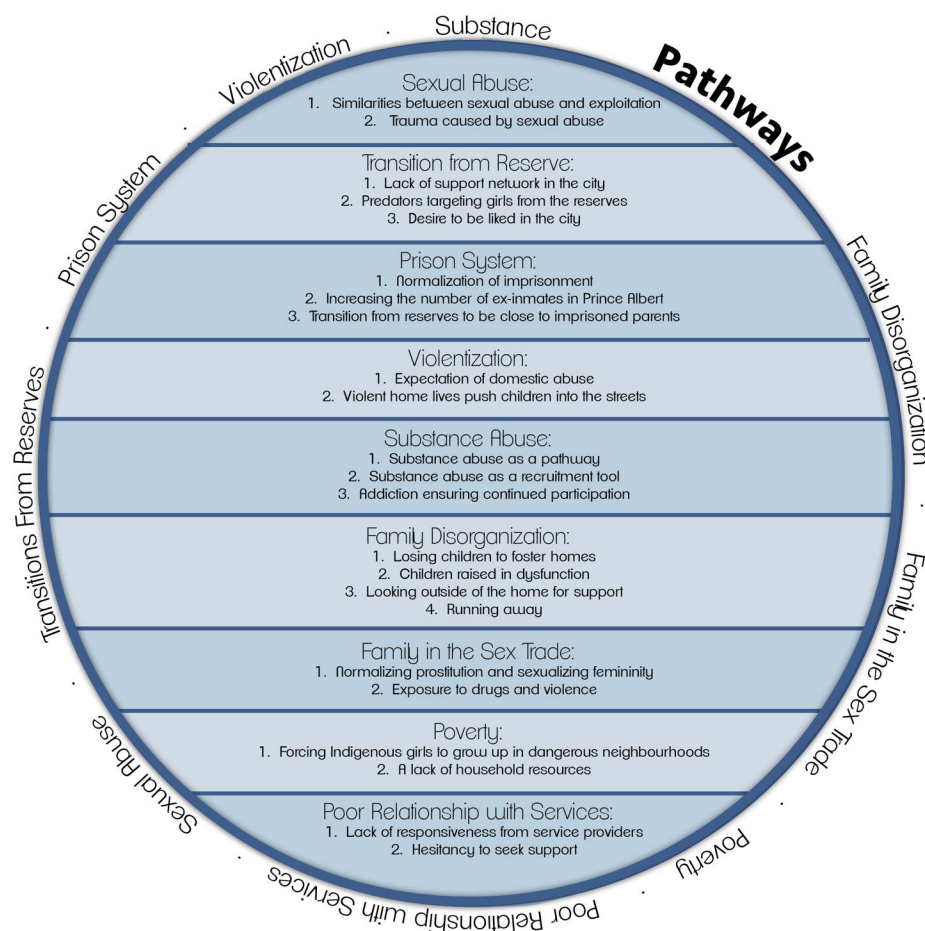 Pathways
Substance
Family Disorganization
Family in the Sex Trade
Poverty
Poor Relationship with Services
Sexual Abuse
Transitions From Reserves
Prison System
Violentization
Sexual Abuse:
1. Similarities between sexual abuse and exploitation
2. Trauma caused by sexual abuse
Transition from Reserve:
1. Lack of support network in the city
2. Predators targeting girls from the reserves
3. Desire to be liked in the city
Prison System:
1. Normalization of imprisonment
2. Increasing the number of ex-inmates in Prince Albert
3. Transition from reserves to be close to imprisoned parents
Violentization:
1. Expectation of domestic abuse
2. Violent home lives push children into the streets
Substance Abuse:
1. Substance abuse as a pathway
2. Substance abuse as a recruitment tool
3. Addiction ensuring continued participation
Family Disorganization:
1. Losing children to foster homes
2. Children raised in dysfunction
3. Looking outside of the home for support
4. Running away
Family in the Sex Trade:
1. Normalizing prostitution and sexualizing femininity
2. Exposure to drugs and violence
Poverty:
1. Forcing Indigenous girls to grow up in dangerous neighbourhoods
2. A lack of household resources
Poor Relationship with Services:
1. Lack of responsiveness from service providers
2. Hesitancy to seek support